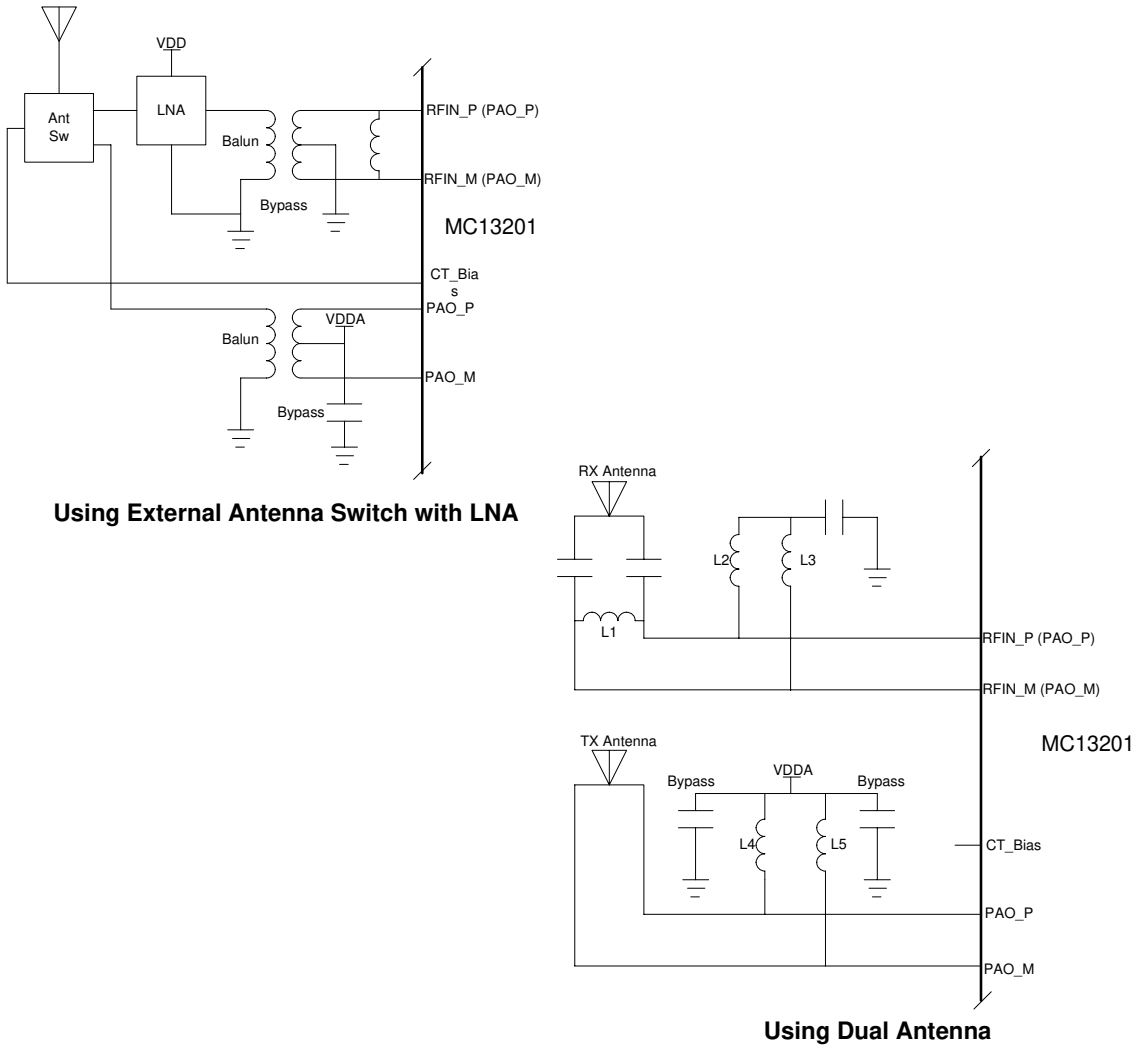 VDD
Ant
Sw
LNA
Balun
RFIN_P (PAO_P)
RFIN_M (PAO_M)
Bypass
MC13201
CT_Bia
s
PAO_P
VDDA
Balun
PAO_M
Bypass
Using External Antenna Switch with LNA
RX Antenna
L2
L3
L1
RFIN_P (PAO_P)
RFIN_M (PAO_M)
MC13201
TX Antenna
Bypass
VDDA
Bypass
L4
L5
CT_Bias
PAO_P
PAO_M
Using Dual Antenna